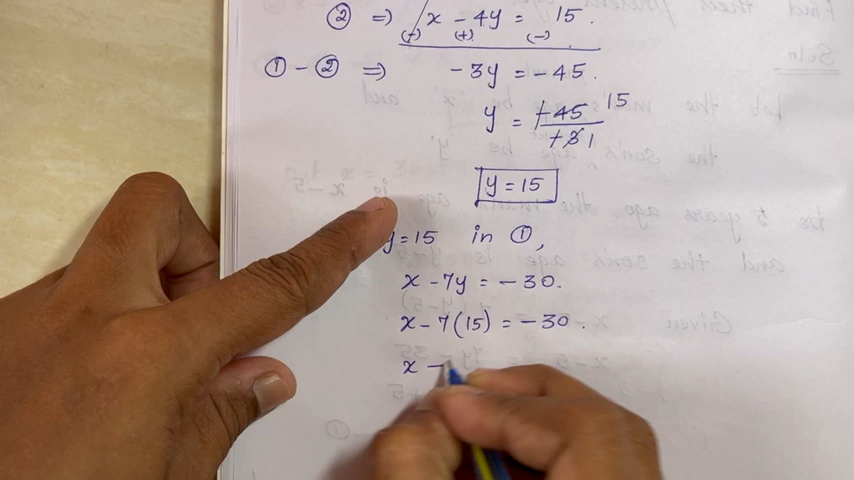 ② ⇒ x - 4y = 15.
(-) (+) (-)
① - ② ⇒ -3y = -45.
y = -45 15
-3 1
y = 15
y = 15 in ①,
x - 7y = -30.
x - 7(15) = -30.
x -